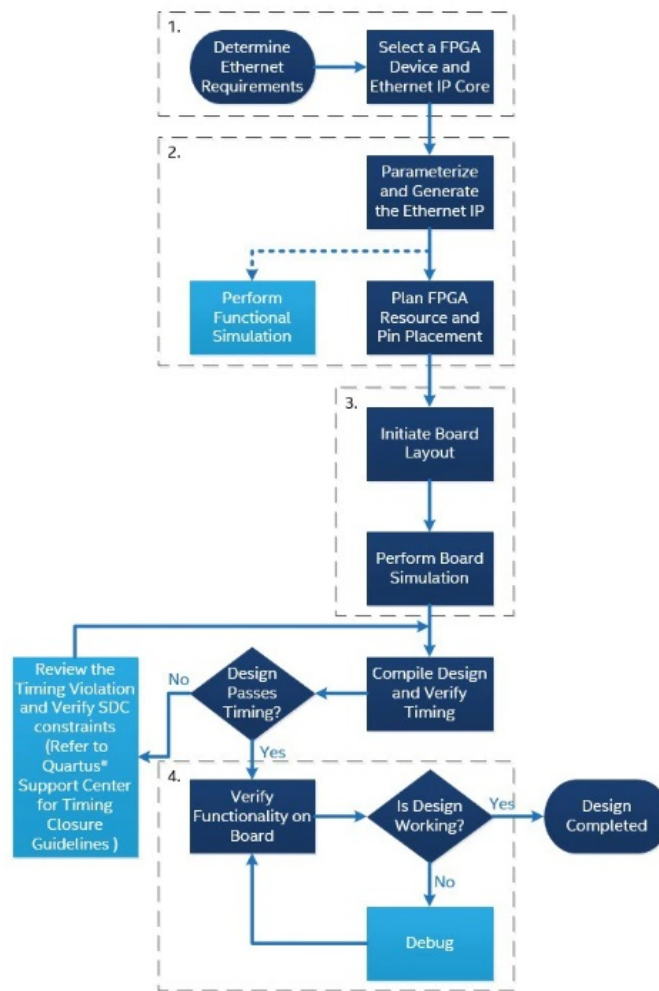 1.
Determine
Ethernet
Requirements
Select a FPGA
Device and
Ethernet IP Core
2.
Parameterize
and Generate
the Ethernet IP
Perform
Functional
Simulation
Plan FPGA
Resource and
Pin Placement
3.
Initiate Board
Layout
Perform Board
Simulation
Review the
Timing Violation
and Verify SDC
constraints
(Refer to
Quartus®
Support Center
for Timing
Closure
Guidelines )
No
Design
Passes
Timing?
Compile Design
and Verify
Timing
Yes
4.
Verify
Functionality on
Board
Is Design
Working?
Yes
Design
Completed
No
Debug